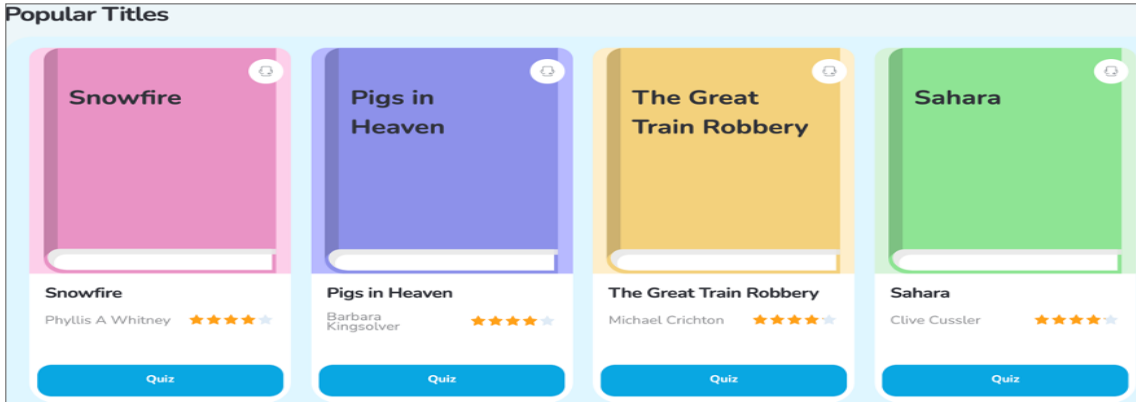 Popular Titles
Snowfire
Pigs in
Heaven
The Great
Train Robbery
Sahara
Snowfire
Phyllis A Whitney
Quiz
Pigs in Heaven
Barbara
Kingsolver
Quiz
The Great Train Robbery
Michael Crichton
Quiz
Sahara
Clive Cussler
Quiz